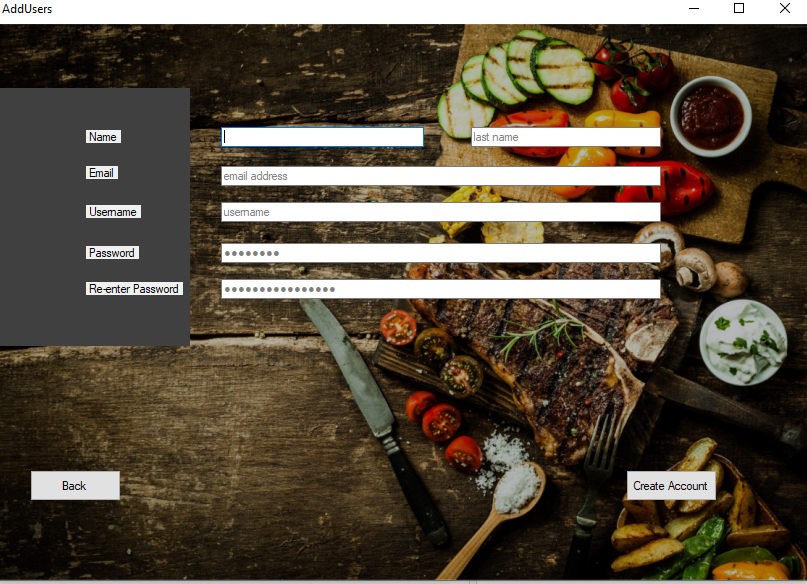 AddUsers
Name
last name
Email
email address
Username
username
Password
••••••••
Re-enter Password
••••••••••••••••
Back
Create Account